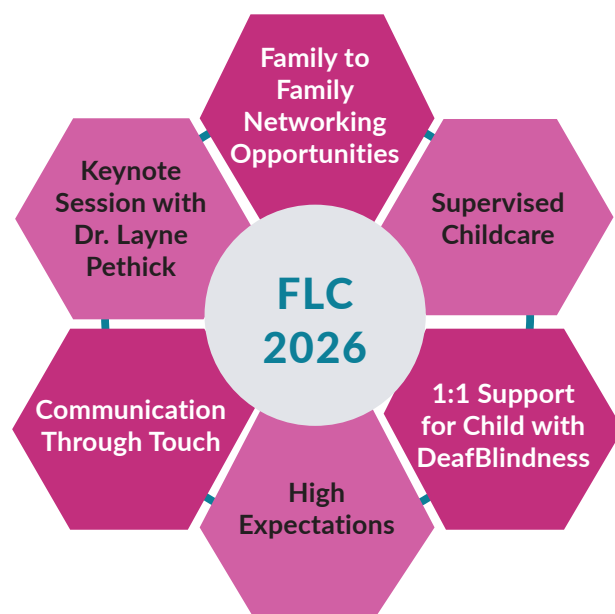 Family to
Family
Networking
Opportunities
Supervised
Childcare
1:1 Support
for Child with
DeafBlindness
High
Expectations
Communication
Through Touch
Keynote
Session with
Dr. Layne
Pethick
FLC
2026